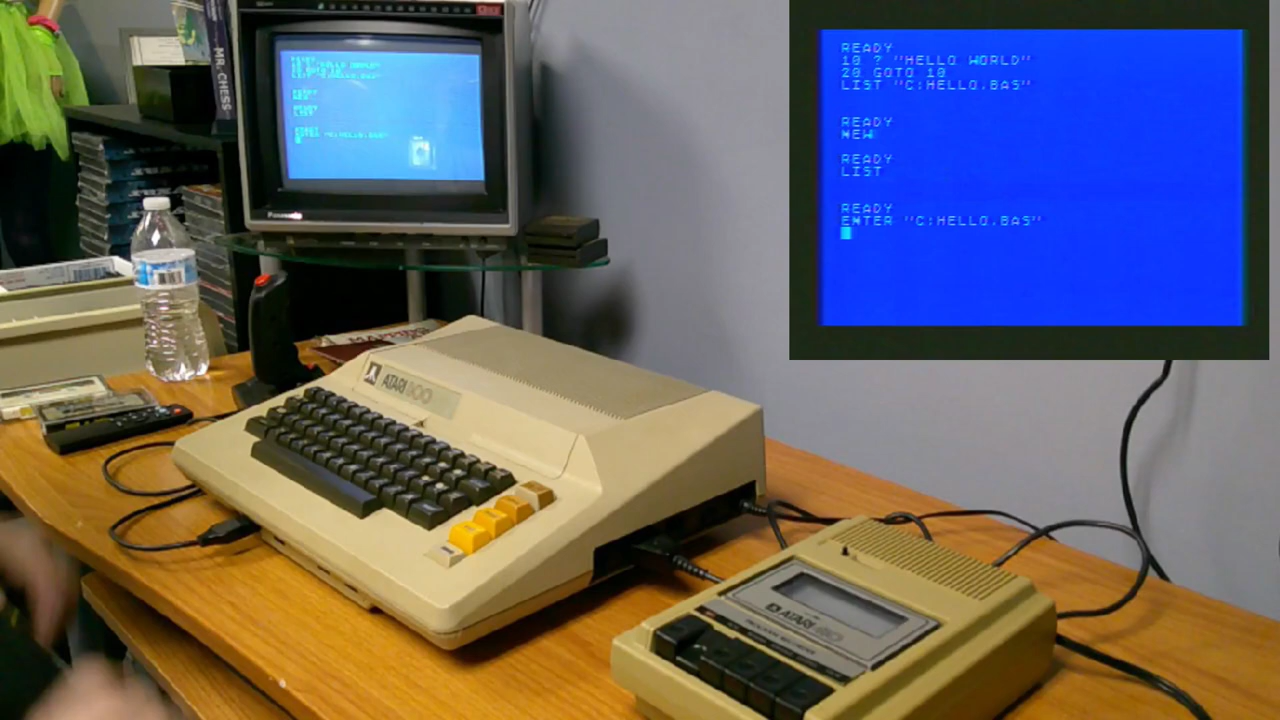 MR. CHESS
Panasonic
ATARI 800
ATARI 410
READY
10 ? "HELLO WORLD"
20 GOTO 10
LIST "C:HELLO.BAS"
READY
NEW
READY
LIST
READY
ENTER "C:HELLO.BAS"